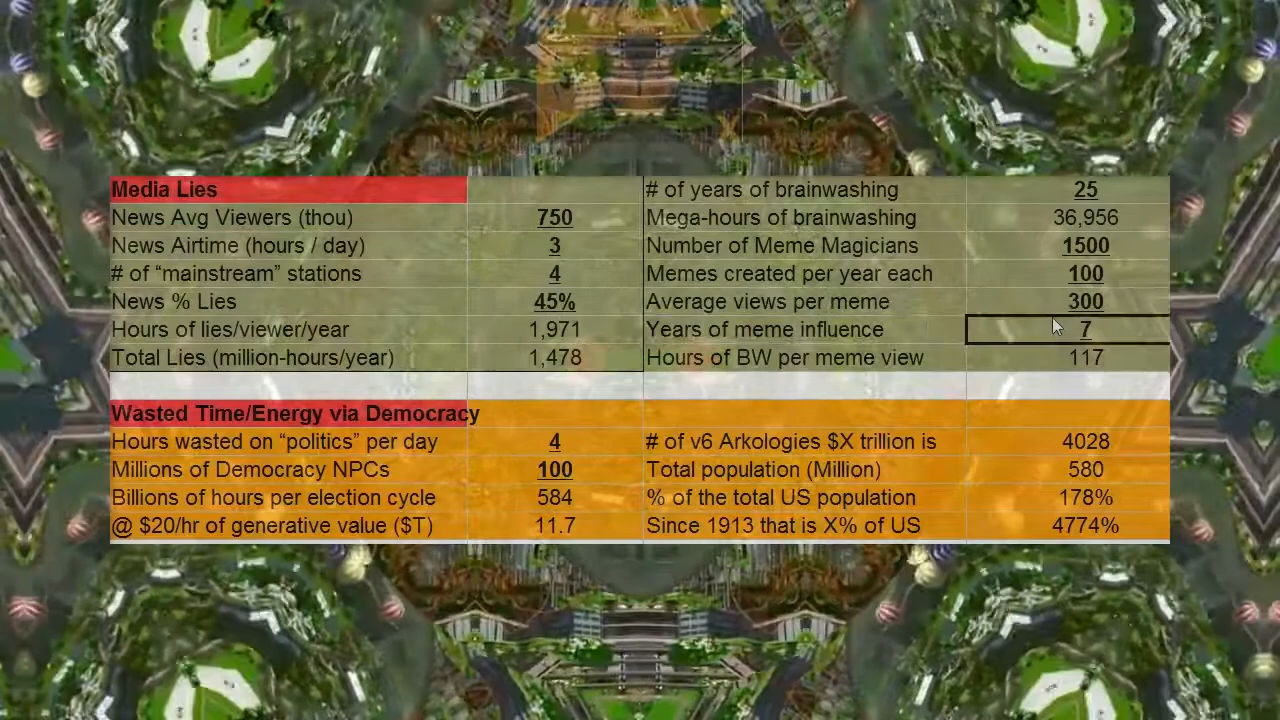 Media Lies # of years of brainwashing 25
News Avg Viewers (thou) 750 Mega-hours of brainwashing 36,956
News Airtime (hours / day) 3 Number of Meme Magicians 1500
# of “mainstream” stations 4 Memes created per year each 100
News % Lies 45% Average views per meme 300
Hours of lies/viewer/year 1,971 Years of meme influence 7
Total Lies (million-hours/year) 1,478 Hours of BW per meme view 117
Wasted Time/Energy via Democracy
Hours wasted on “politics” per day 4 # of v6 Arkologies $X trillion is 4028
Millions of Democracy NPCs 100 Total population (Million) 580
Billions of hours per election cycle 584 % of the total US population 178%
@ $20/hr of generative value ($T) 11.7 Since 1913 that is X% of US 4774%